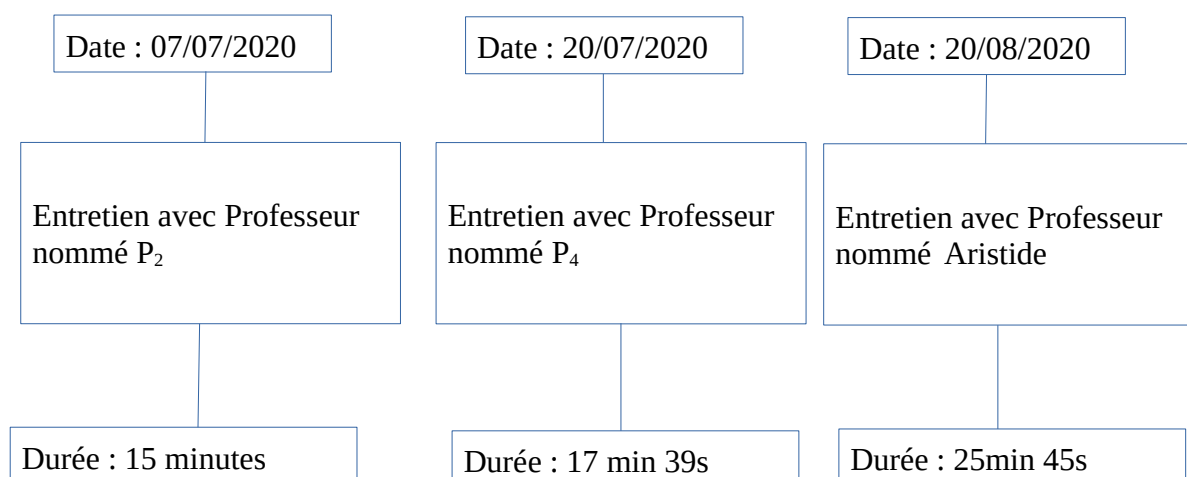 Date : 07/07/2020
Date : 20/07/2020
Date : 20/08/2020
Entretien avec Professeur
nommé P₂
Entretien avec Professeur
nommé P₄
Entretien avec Professeur
nommé Aristide
Durée : 15 minutes
Durée : 17 min 39s
Durée : 25min 45s